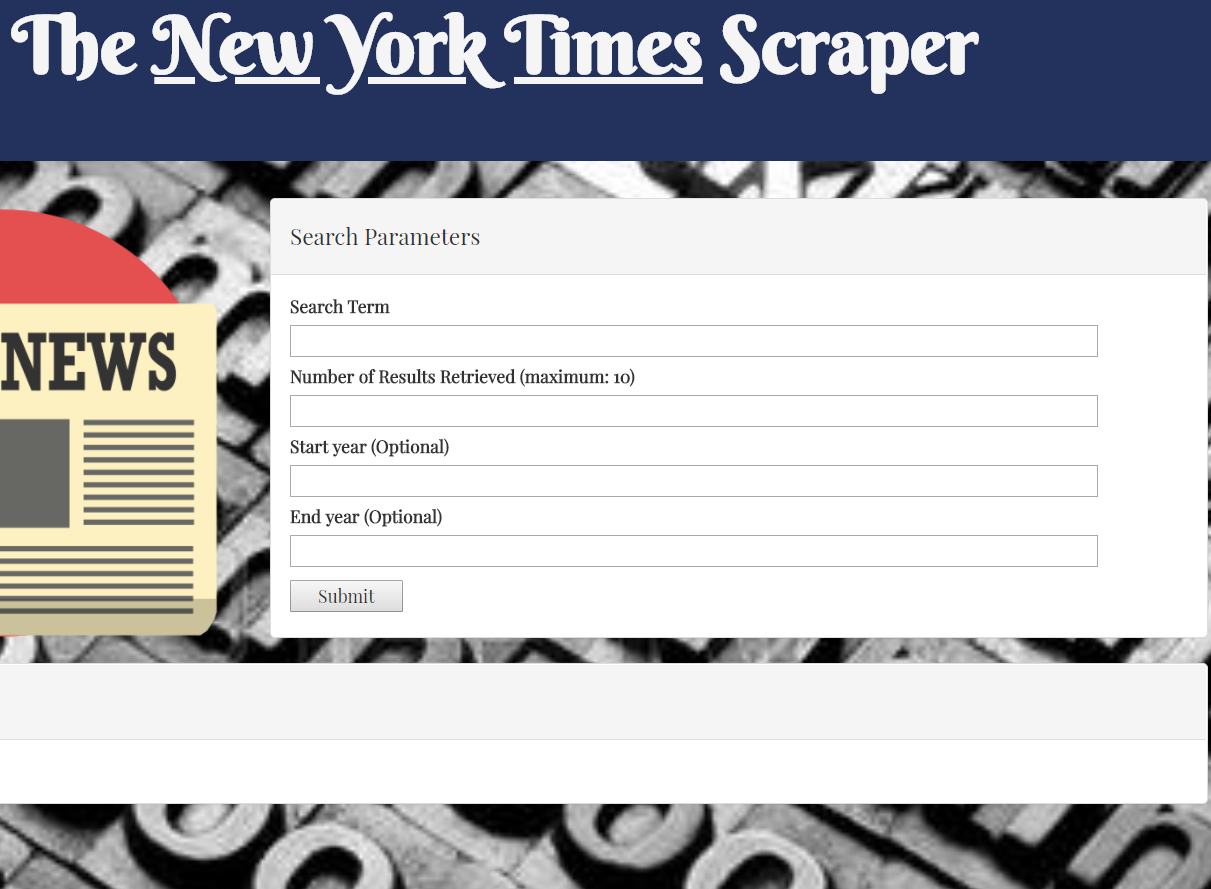 The New York Times Scraper
Search Parameters
Search Term
NEWS
Number of Results Retrieved (maximum: 10)
Start year (Optional)
End year (Optional)
Submit